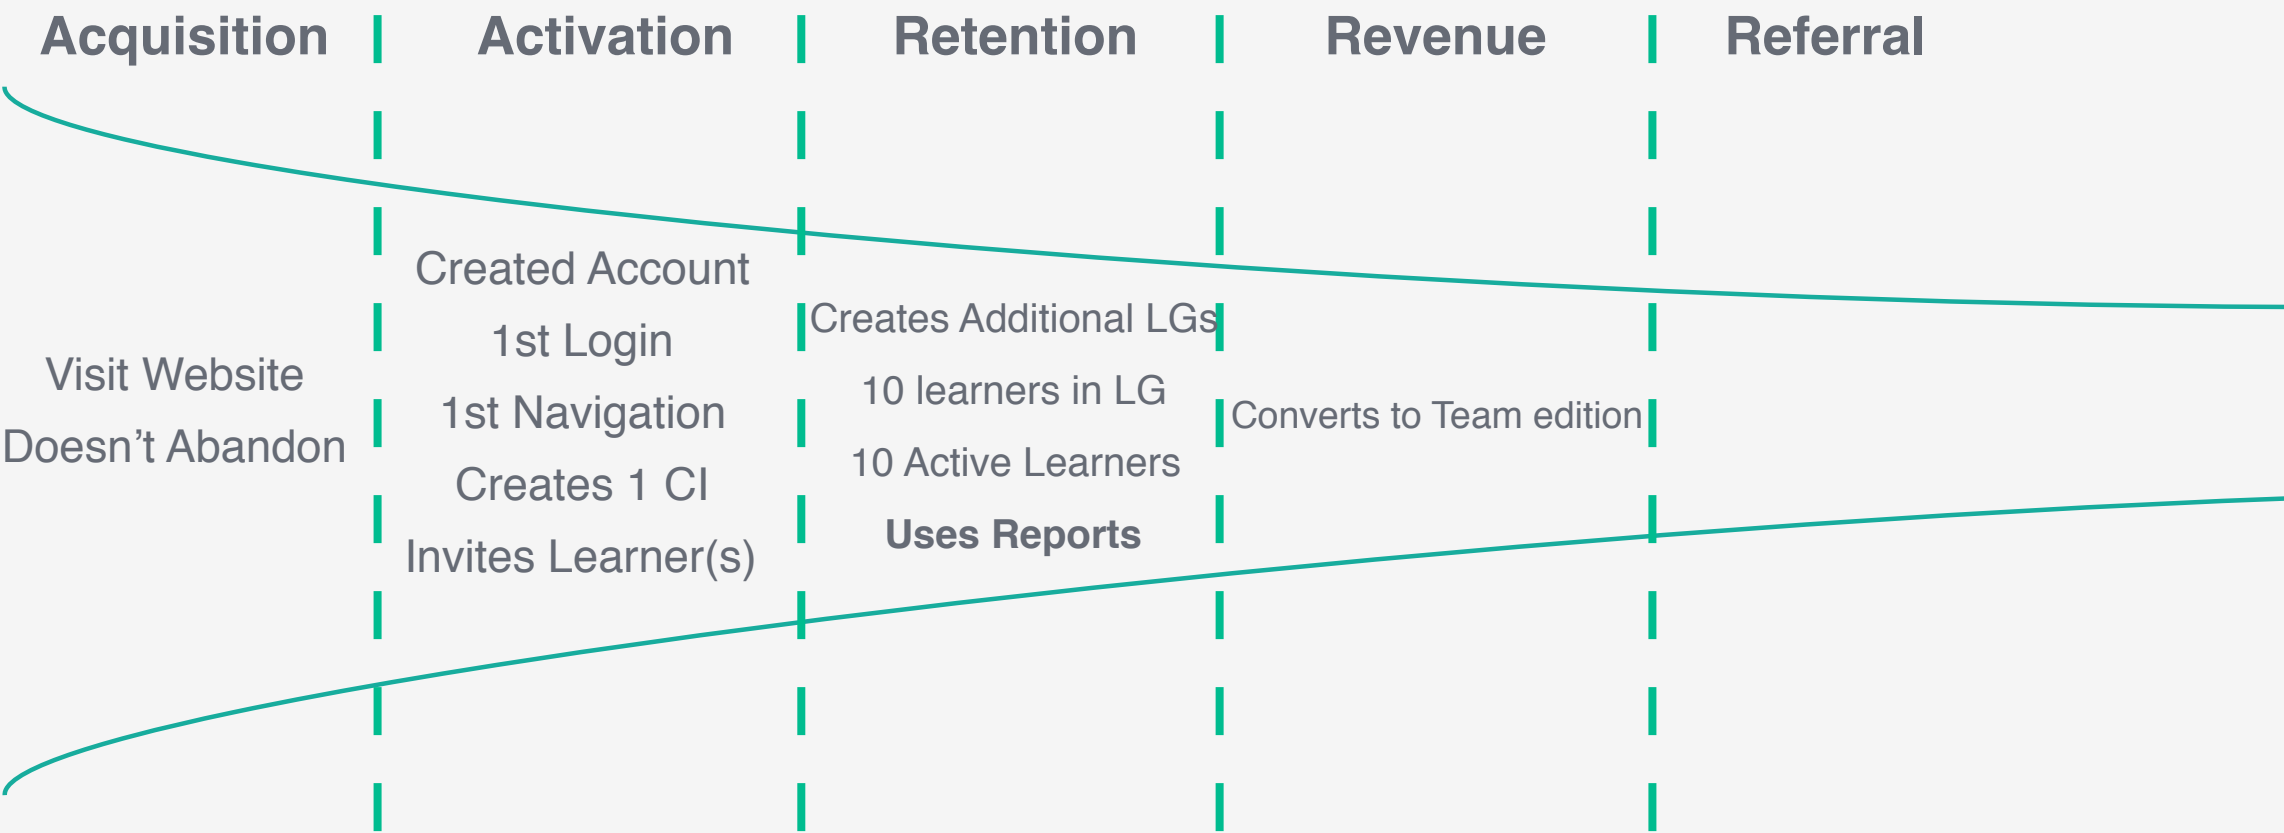 Acquisition
Activation
Retention
Revenue
Referral
Visit Website
Doesn’t Abandon
Created Account
1st Login
1st Navigation
Creates 1 CI
Invites Learner(s)
Creates Additional LGs
10 learners in LG
10 Active Learners
Uses Reports
Converts to Team edition